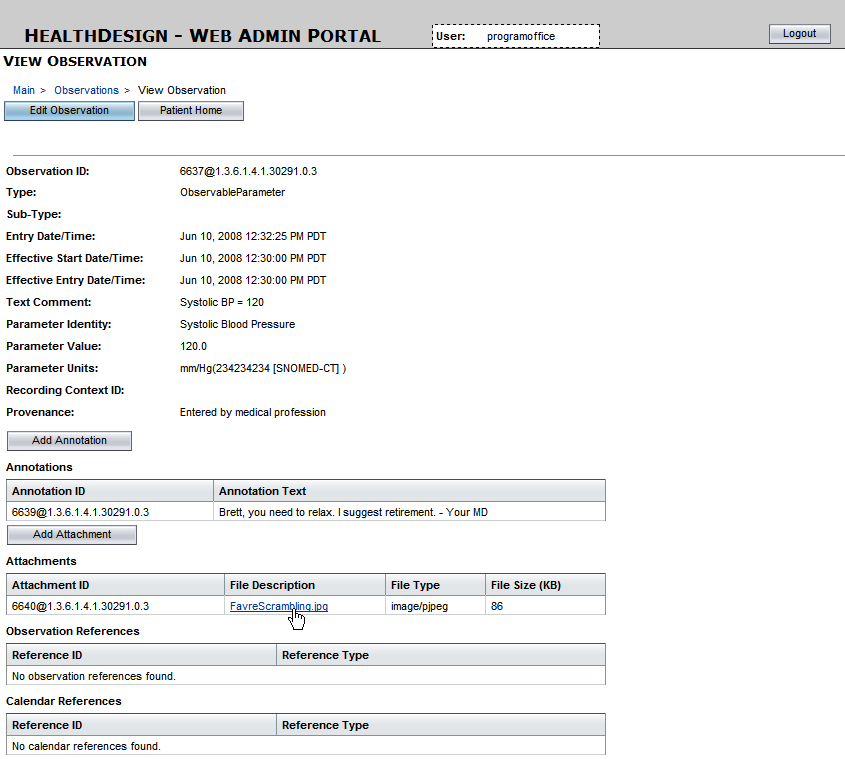 HEALTHDESIGN - WEB ADMIN PORTAL
User: programoffice
Logout
VIEW OBSERVATION
Main > Observations > View Observation
Edit Observation Patient Home
Observation ID: 6637@1.3.6.1.4.1.30291.0.3
Type: ObservableParameter
Sub-Type:
Entry Date/Time: Jun 10, 2008 12:32:25 PM PDT
Effective Start Date/Time: Jun 10, 2008 12:30:00 PM PDT
Effective Entry Date/Time: Jun 10, 2008 12:30:00 PM PDT
Text Comment: Systolic BP = 120
Parameter Identity: Systolic Blood Pressure
Parameter Value: 120.0
Parameter Units: mm/Hg(234234234 [SNOMED-CT] )
Recording Context ID:
Provenance: Entered by medical profession
Add Annotation
Annotations
Annotation ID Annotation Text
6639@1.3.6.1.4.1.30291.0.3 Brett, you need to relax. I suggest retirement. - Your MD
Add Attachment
Attachments
Attachment ID File Description File Type File Size (KB)
6640@1.3.6.1.4.1.30291.0.3 FavreScrambling.jpg image/pjpeg 86
Observation References
Reference ID Reference Type
No observation references found.
Calendar References
Reference ID Reference Type
No calendar references found.